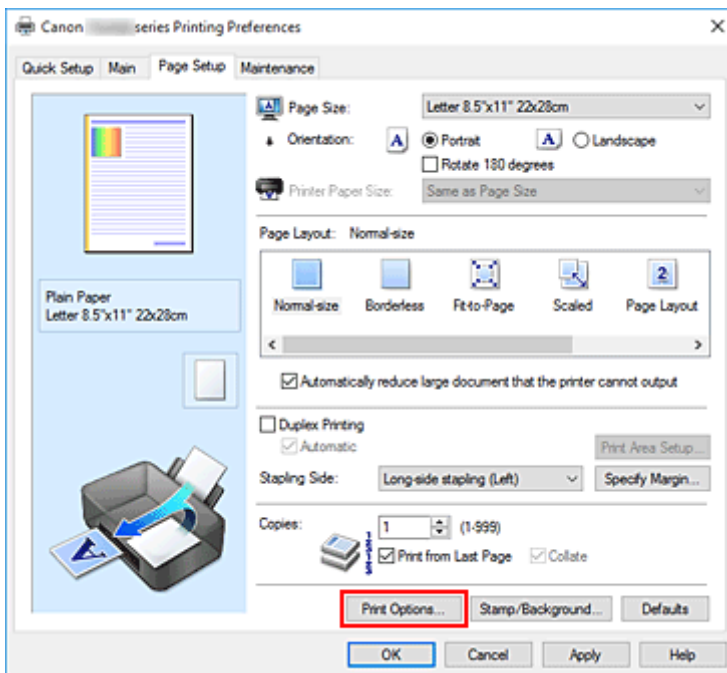 Canon series Printing Preferences
Quick Setup Main Page Setup Maintenance
Page Size: Letter 8.5"x11" 22x28cm
Orientation: A Portrait A Landscape
Rotate 180 degrees
Printer Paper Size: Same as Page Size
Page Layout: Normal-size
2
Normal-size Borderless Fit-to-Page Scaled Page Layout
Plain Paper
Letter 8.5"x11" 22x28cm
Automatically reduce large document that the printer cannot output
Duplex Printing
Automatic
Print Area Setup...
Stapling Side: Long-side stapling (Left) Specify Margin...
Copies: 1 (1-999)
Print from Last Page Collate
A
Print Options... Stamp/Background... Defaults
OK Cancel Apply Help